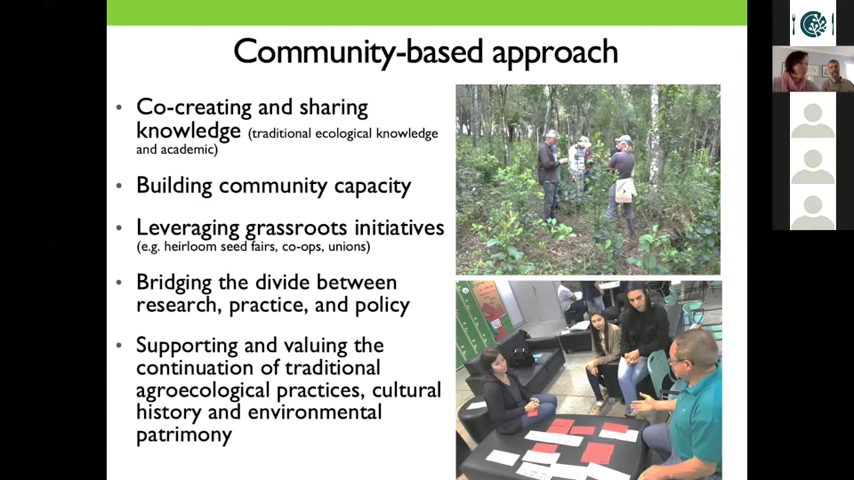 Community-based approach
• Co-creating and sharing
knowledge (traditional ecological knowledge
and academic)
• Building community capacity
• Leveraging grassroots initiatives
(e.g. heirloom seed fairs, co-ops, unions)
• Bridging the divide between
research, practice, and policy
• Supporting and valuing the
continuation of traditional
agroecological practices, cultural
history and environmental
patrimony